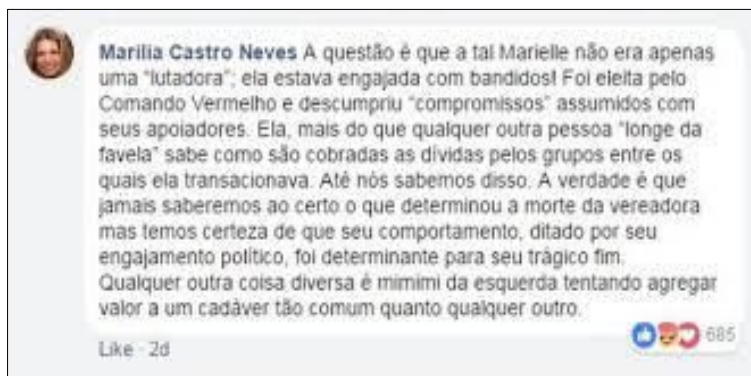 Marilia Castro Neves A questão é que a tal Marielle não era apenas
uma "lutadora"; ela estava engajada com bandidos! Foi eleita pelo
Comando Vermelho e descumpriu "compromissos" assumidos com
seus apoiadores. Ela, mais do que qualquer outra pessoa "longe da
favela" sabe como são cobradas as dívidas pelos grupos entre os
quais ela transacionava. Até nós sabemos disso. A verdade é que
jamais saberemos ao certo o que determinou a morte da vereadora
mas temos certeza de que seu comportamento, ditado por seu
engajamento político, foi determinante para seu trágico fim.
Qualquer outra coisa diversa é mimimi da esquerda tentando agregar
valor a um cadáver tão comum quanto qualquer outro.
685
Like · 2d